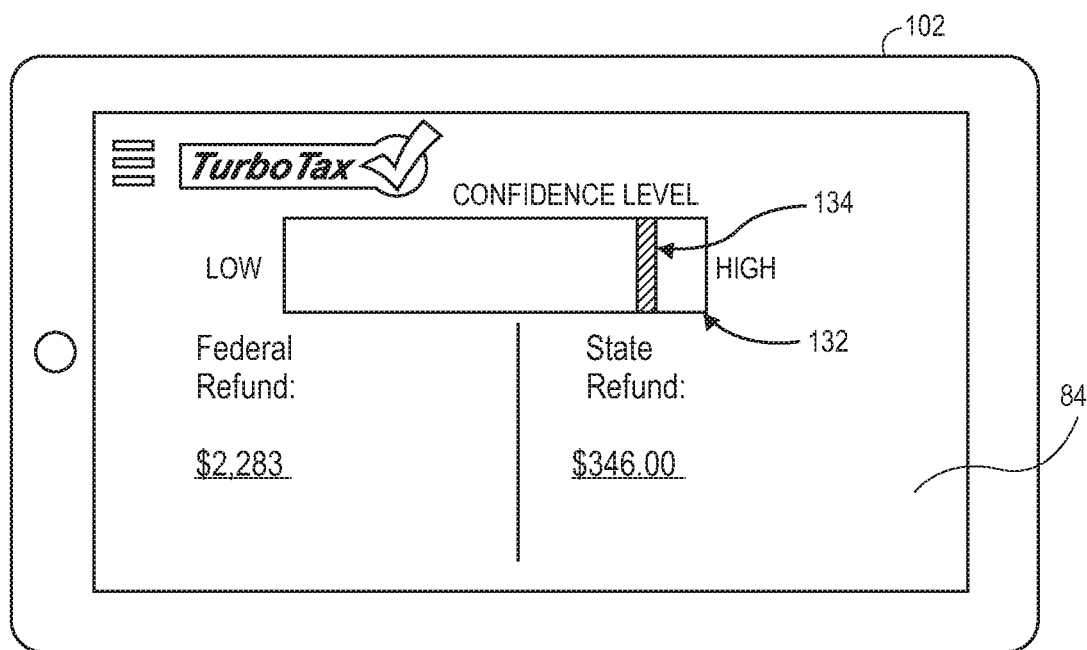 102
TurboTax
CONFIDENCE LEVEL
134
LOW
HIGH
132
Federal
Refund:
State
Refund:
84
$2,283
$346.00